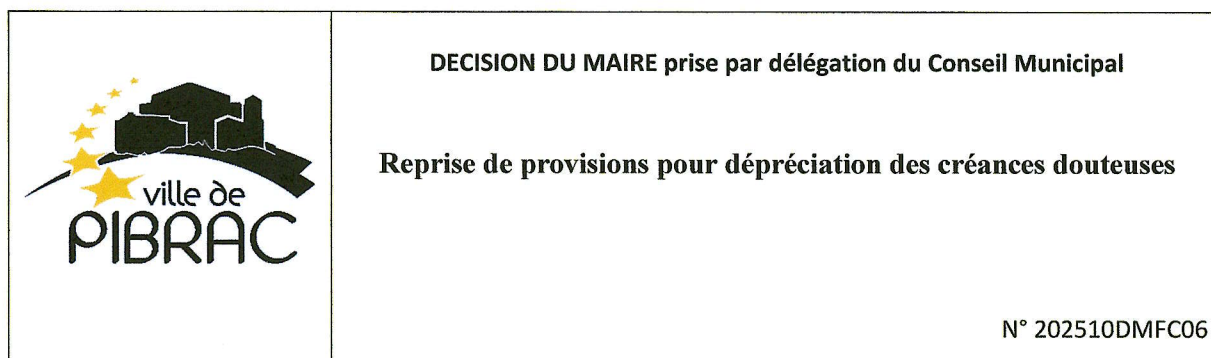 ville de
PIBRAC
DECISION DU MAIRE prise par délégation du Conseil Municipal
Reprise de provisions pour dépréciation des créances douteuses
N° 202510DMFC06